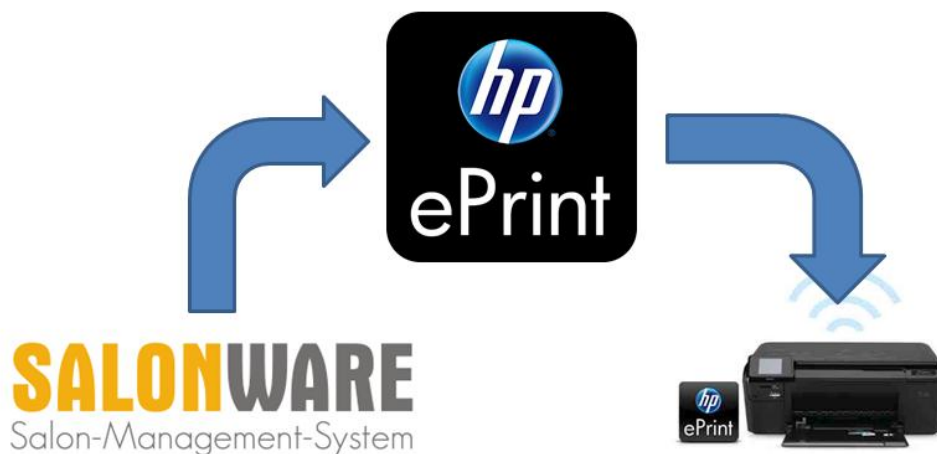 hp
ePrint
SALONWARE
Salon-Management-System
hp
ePrint